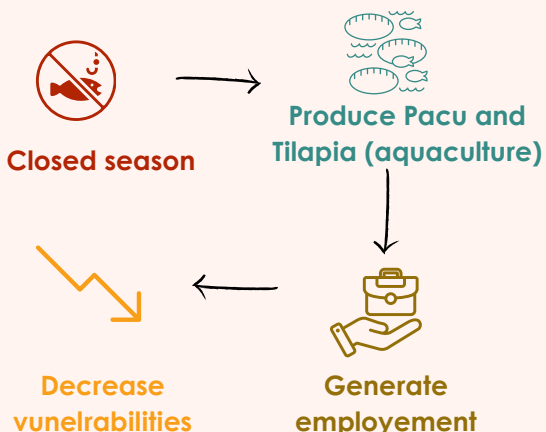 Closed season
Produce Pacu and
Tilapia (aquaculture)
Decrease
vunelrabilities
Generate
employement